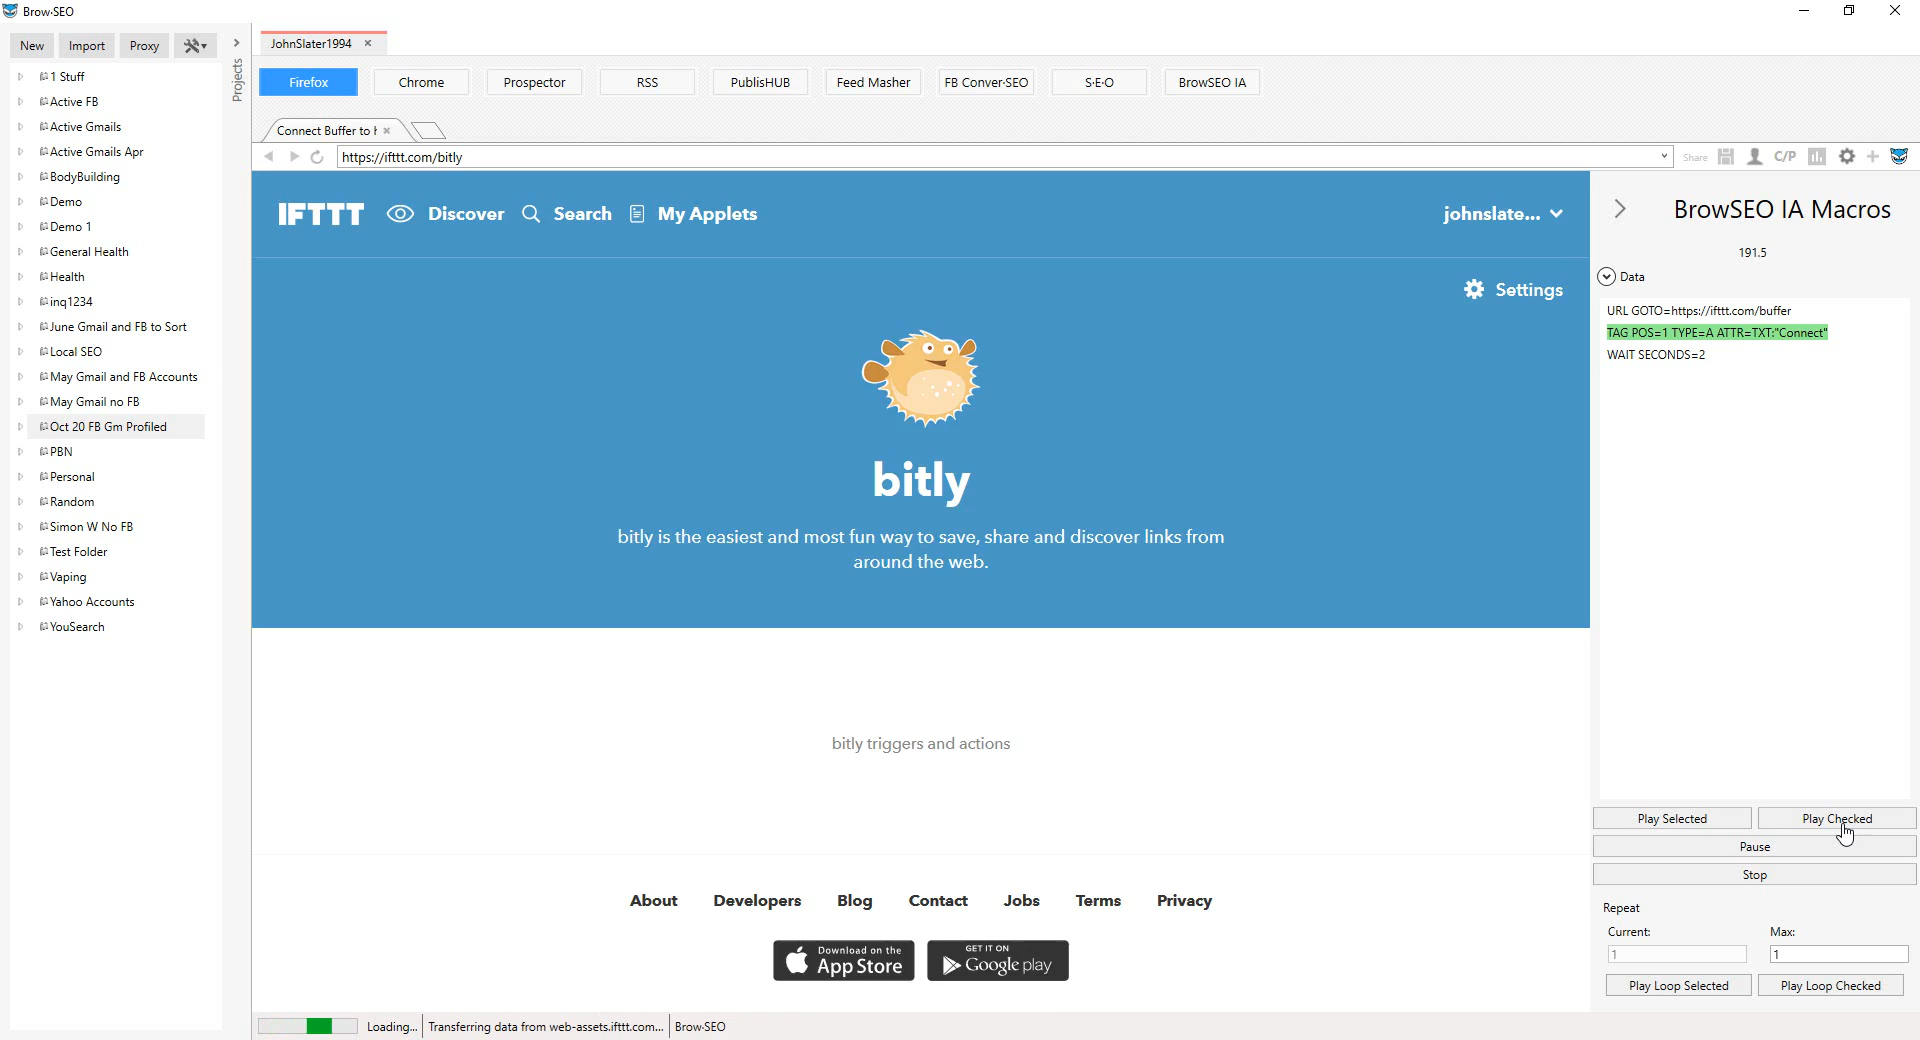 Brow·SEO
New
Import
Proxy
1 Stuff
Active FB
Active Gmails
Active Gmails Apr
BodyBuilding
Demo
Demo 1
General Health
Health
inq1234
June Gmail and FB to Sort
Local SEO
May Gmail and FB Accounts
May Gmail no FB
Oct 20 FB Gm Profiled
PBN
Personal
Random
Simon W No FB
Test Folder
Vaping
Yahoo Accounts
YouSearch
Projects
JohnSlater1994
Firefox
Chrome
Prospector
RSS
PublisHUB
Feed Masher
FB Conver·SEO
S·E·O
BrowSEO IA
Connect Buffer to
https://ifttt.com/bitly
Share
C/P
IFTTT
Discover
Search
My Applets
johnslate...
Settings
bitly
bitly is the easiest and most fun way to save, share and discover links from
around the web.
bitly triggers and actions
About
Developers
Blog
Contact
Jobs
Terms
Privacy
Download on the
App Store
GET IT ON
Google play
BrowSEO IA Macros
191.5
Data
URL GOTO=https://ifttt.com/buffer
TAG POS=1 TYPE=A ATTR=TXT:"Connect"
WAIT SECONDS=2
Play Selected
Play Checked
Pause
Stop
Repeat
Current:
Max:
1
1
Play Loop Selected
Play Loop Checked
Loading...
Transferring data from web-assets.ifttt.com...
Brow·SEO